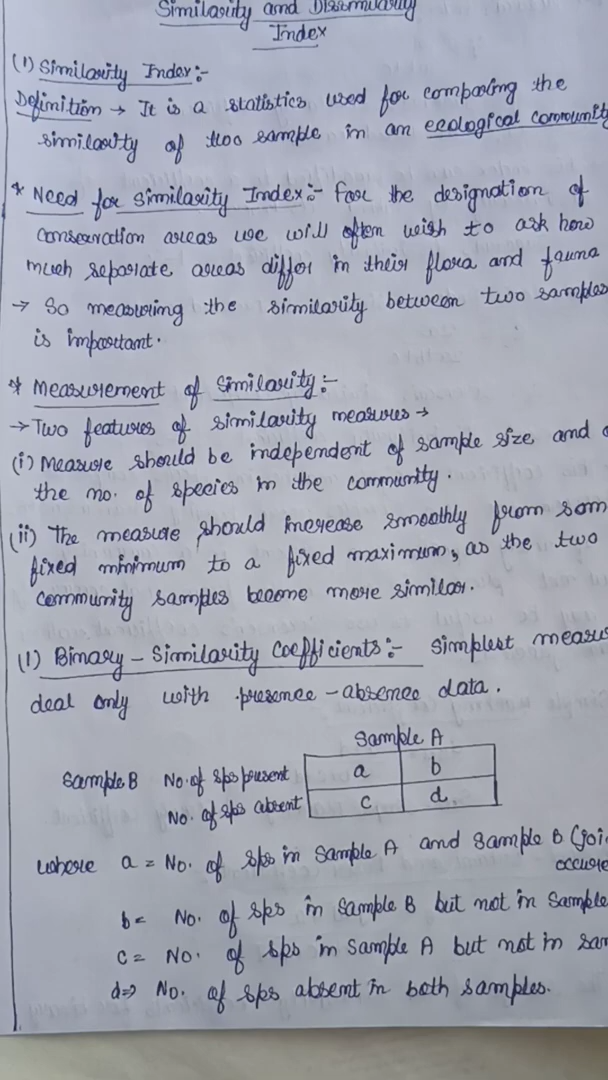 Similarity and Dissimilarity
Index
(1) Similarity Index:-
Definition → It is a statistics used for comparing the
similarity of two sample in an ecological community
* Need for Similarity Index:- For the designation of
conservation areas we will often wish to ask how
much separate areas differ in their flora and fauna
→ So measuring the similarity between two samples
is important.
* Measurement of Similarity:-
→ Two features of similarity measures →
(i) Measure should be independent of sample size and
the no. of species in the community.
(ii) The measure should increase smoothly from som
fixed minimum to a fixed maximum, as the two
community samples become more similar.
(1) Binary-Similarity Coefficients:- simplest measu
deal only with presence-absence data.
Sample A
Sample B No. of sps present a b
No. of sps absent c d
where a = No. of sps in Sample A and Sample B (joi
occure
b = No. of sps in Sample B but not in Sample
c = No. of sps in Sample A but not in Sam
d ⇒ No. of sps absent in both samples.